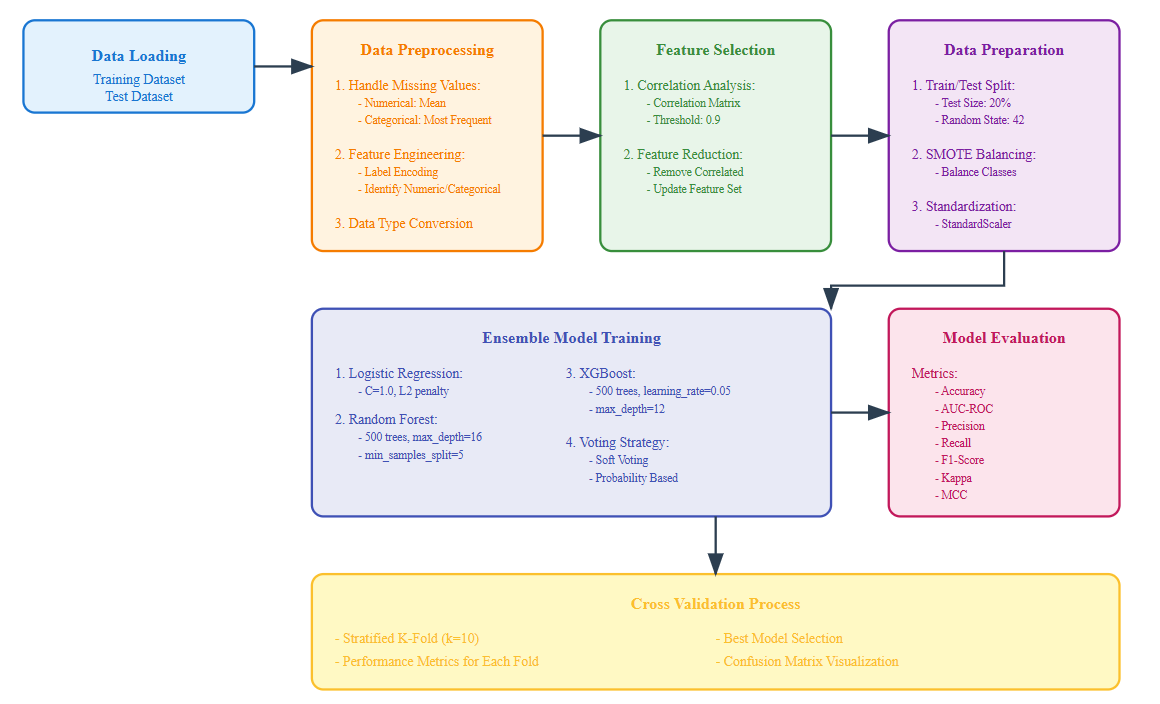 Data Loading
Training Dataset
Test Dataset
Data Preprocessing
1. Handle Missing Values:
- Numerical: Mean
- Categorical: Most Frequent
2. Feature Engineering:
- Label Encoding
- Identify Numeric/Categorical
3. Data Type Conversion
Feature Selection
1. Correlation Analysis:
- Correlation Matrix
- Threshold: 0.9
2. Feature Reduction:
- Remove Correlated
- Update Feature Set
Data Preparation
1. Train/Test Split:
- Test Size: 20%
- Random State: 42
2. SMOTE Balancing:
- Balance Classes
3. Standardization:
- StandardScaler
Ensemble Model Training
1. Logistic Regression:
- C=1.0, L2 penalty
2. Random Forest:
- 500 trees, max_depth=16
- min_samples_split=5
3. XGBoost:
- 500 trees, learning_rate=0.05
- max_depth=12
4. Voting Strategy:
- Soft Voting
- Probability Based
Model Evaluation
Metrics:
- Accuracy
- AUC-ROC
- Precision
- Recall
- F1-Score
- Kappa
- MCC
Cross Validation Process
- Stratified K-Fold (k=10)
- Performance Metrics for Each Fold
- Best Model Selection
- Confusion Matrix Visualization